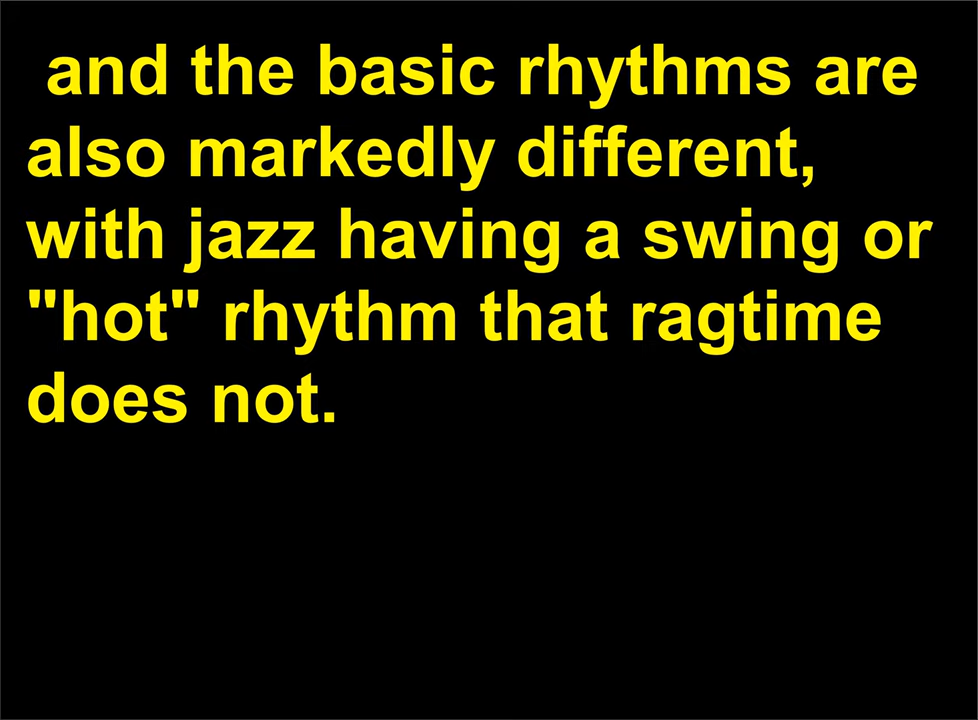 and the basic rhythms are
also markedly different,
with jazz having a swing or
"hot" rhythm that ragtime
does not.